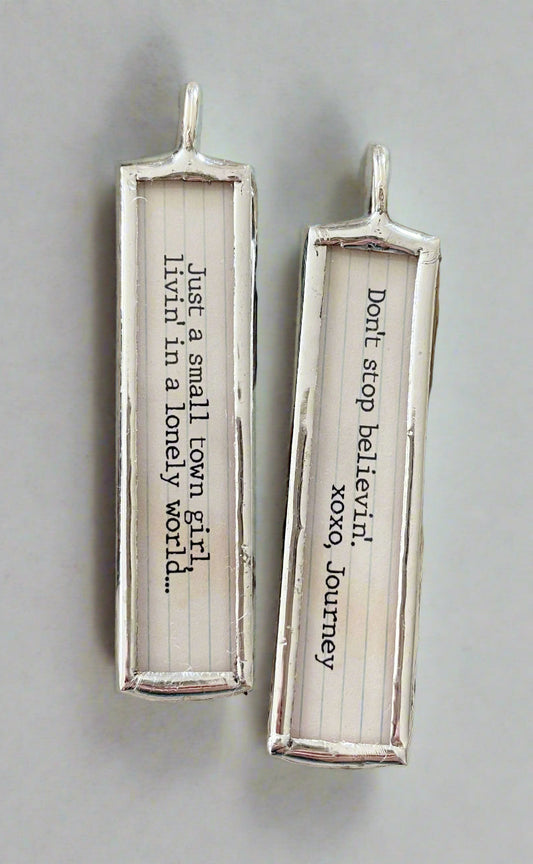 Just a small town girl,
livin' in a lonely world...
Don't stop believin'.
xoxo, Journey